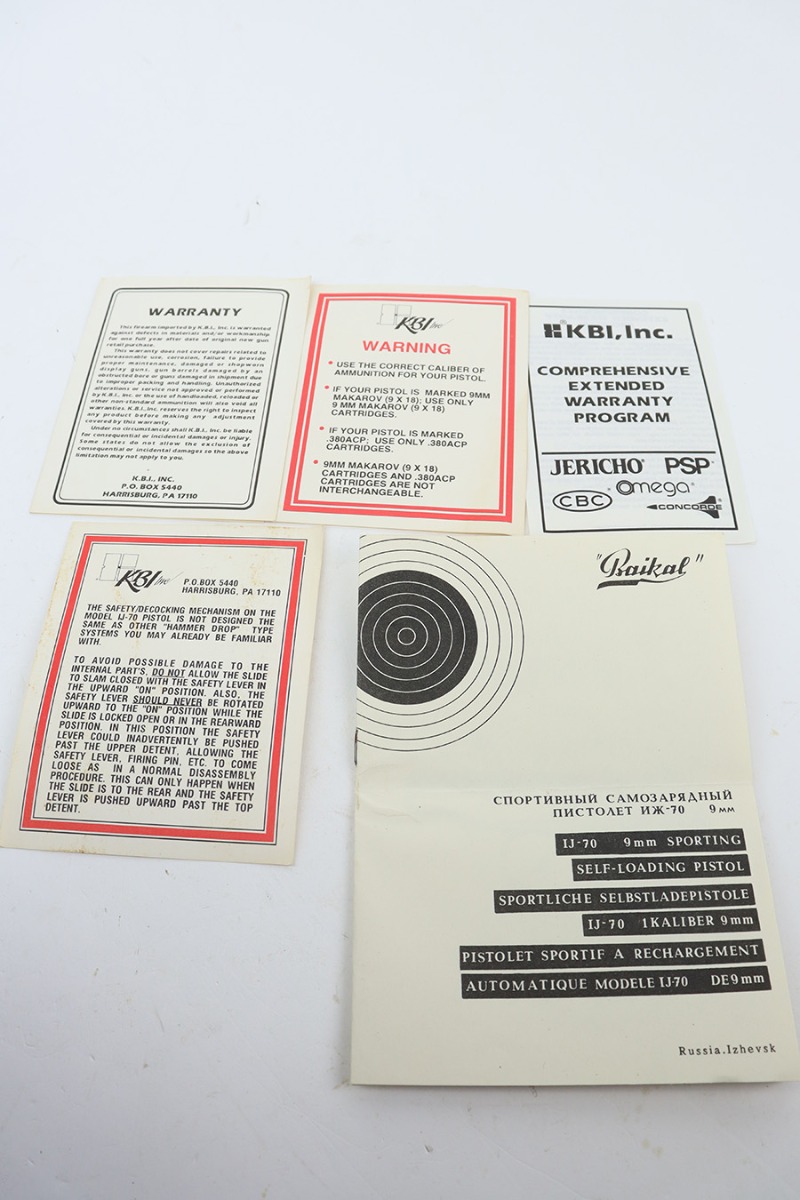 WARRANTY
This firearm imported by K.B.I., Inc. is warranted
against defects in materials and/or workmanship
for one full year after date of original new gun
retail purchase.
This warranty does not cover repairs related to
unreasonable use, corrosion, failure to provide
proper maintenance, damaged or shopworn
display guns, gun barrels damaged by an
obstructed bore or guns damaged in shipment due
to improper packing and handling. Unauthorized
alterations or service not approved or performed
by K.B.I., Inc. or the use of handloaded, reloaded or
other non-standard ammunition will also void all
warranties. K.B.I., Inc. reserves the right to inspect
any product before making any adjustment
covered by this warranty.
Under no circumstances shall K.B.I., Inc. be liable
for consequential or incidental damages or injury.
Some states do not allow the exclusion of
consequential or incidental damages so the above
limitation may not apply to you.
K.B.I., INC.
P.O. BOX 5440
HARRISBURG, PA 17110
KBI Inc
WARNING
• USE THE CORRECT CALIBER OF
AMMUNITION FOR YOUR PISTOL.
• IF YOUR PISTOL IS MARKED 9MM
MAKAROV (9 X 18); USE ONLY
9 MM MAKAROV (9 X 18)
CARTRIDGES.
• IF YOUR PISTOL IS MARKED
.380ACP; USE ONLY .380ACP
CARTRIDGES.
• 9MM MAKAROV (9 X 18)
CARTRIDGES AND .380ACP
CARTRIDGES ARE NOT
INTERCHANGEABLE.
KBI, Inc.
COMPREHENSIVE
EXTENDED
WARRANTY
PROGRAM
JERICHO® PSP™
CBC® Omega®
CONCORDE
KBI Inc
P.O.BOX 5440
HARRISBURG, PA 17110
THE SAFETY/DECOCKING MECHANISM ON THE
MODEL IJ-70 PISTOL IS NOT DESIGNED THE
SAME AS OTHER "HAMMER DROP" TYPE
SYSTEMS YOU MAY ALREADY BE FAMILIAR
WITH.
TO AVOID POSSIBLE DAMAGE TO THE
INTERNAL PART'S, DO NOT ALLOW THE SLIDE
TO SLAM CLOSED WITH THE SAFETY LEVER IN
THE UPWARD "ON" POSITION. ALSO, THE
SAFETY LEVER SHOULD NEVER BE ROTATED
UPWARD TO THE "ON" POSITION WHILE THE
SLIDE IS LOCKED OPEN OR IN THE REARWARD
POSITION. IN THIS POSITION THE SAFETY
LEVER COULD INADVERTENTLY BE PUSHED
PAST THE UPPER DETENT, ALLOWING THE
SAFETY LEVER, FIRING PIN, ETC. TO COME
LOOSE AS IN A NORMAL DISASSEMBLY
PROCEDURE. THIS CAN ONLY HAPPEN WHEN
THE SLIDE IS TO THE REAR AND THE SAFETY
LEVER IS PUSHED UPWARD PAST THE TOP
DETENT.
"Baikal"
СПОРТИВНЫЙ САМОЗАРЯДНЫЙ
ПИСТОЛЕТ ИЖ-70 9мм
IJ-70 9mm SPORTING
SELF-LOADING PISTOL
SPORTLICHE SELBSTLADEPISTOLE
IJ-70 1KALIBER 9mm
PISTOLET SPORTIF A RECHARGEMENT
AUTOMATIQUE MODELE IJ-70 DE9mm
Russia.Izhevsk